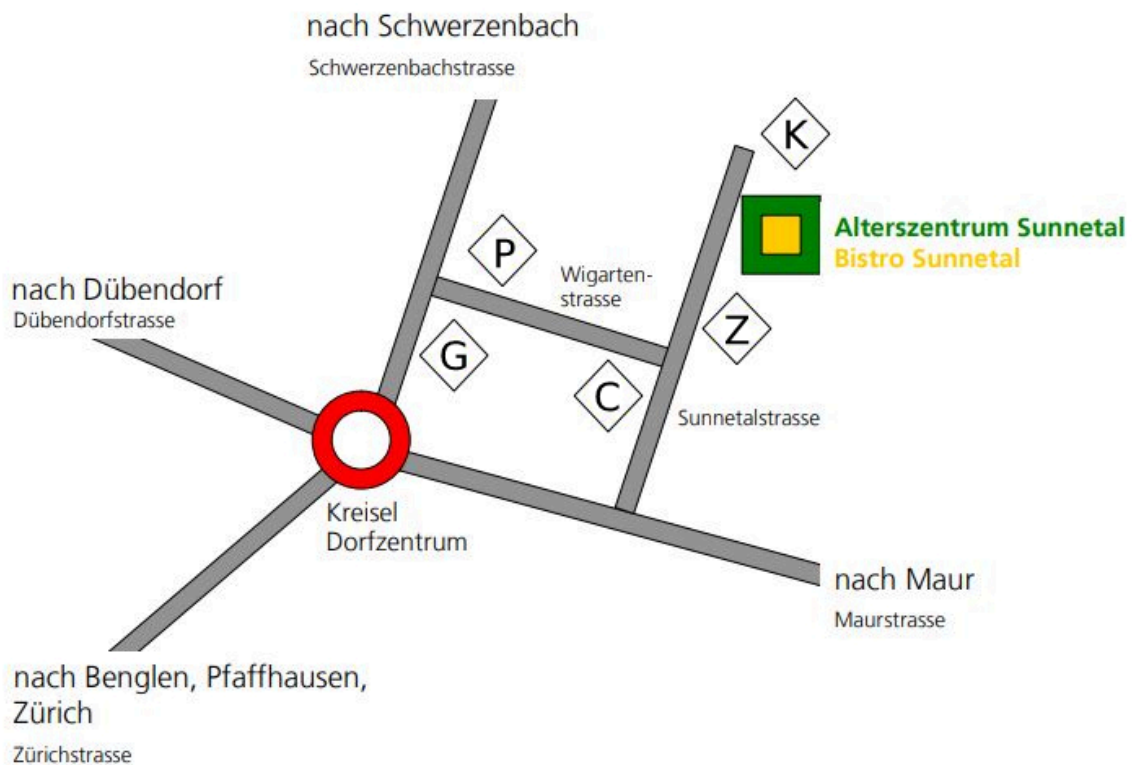 nach Schwerzenbach
Schwerzenbachstrasse
K
Alterszentrum Sunnetal
Bistro Sunnetal
P
Wigarten-
strasse
nach Dübendorf
Dübendorfstrasse
Z
G
C
Sunnetalstrasse
Kreisel
Dorfzentrum
nach Maur
Maurstrasse
nach Benglen, Pfaffhausen,
Zürich
Zürichstrasse